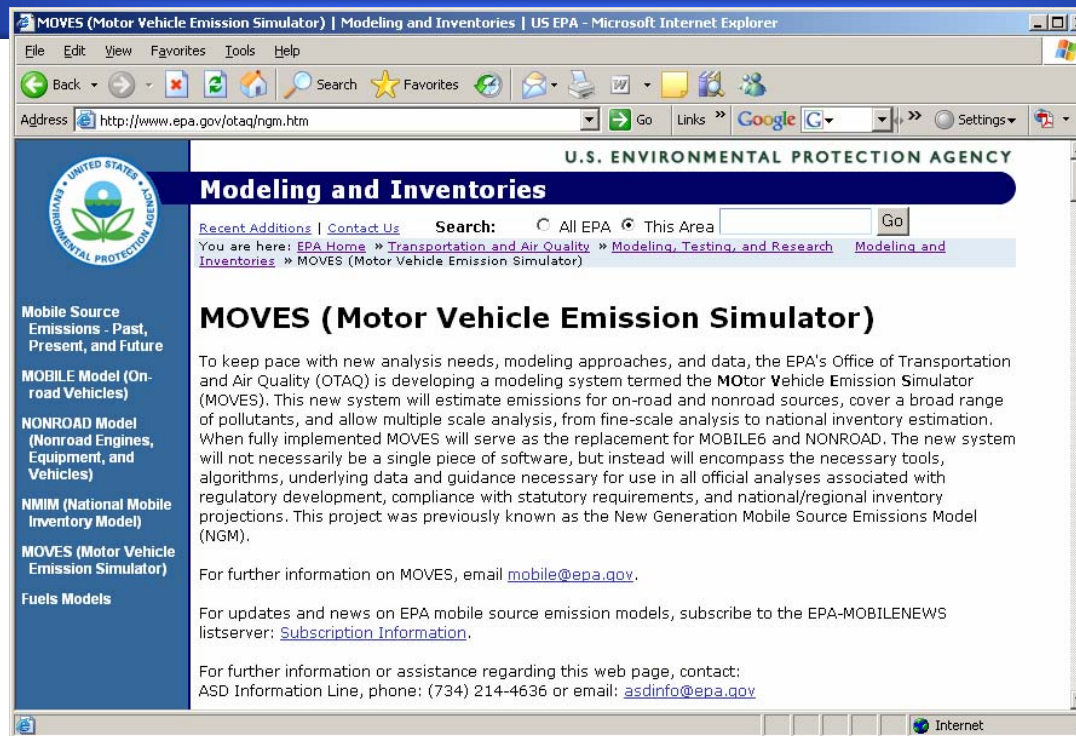 MOVES (Motor Vehicle Emission Simulator) | Modeling and Inventories | US EPA - Microsoft Internet Explorer
File Edit View Favorites Tools Help
Back Search Favorites
Address http://www.epa.gov/otaq/ngm.htm Go Links » Google G » Settings
U.S. ENVIRONMENTAL PROTECTION AGENCY
UNITED STATES ENVIRONMENTAL PROTECTION AGENCY
Modeling and Inventories
Recent Additions | Contact Us Search: All EPA This Area Go
You are here: EPA Home » Transportation and Air Quality » Modeling, Testing, and Research Modeling and
Inventories » MOVES (Motor Vehicle Emission Simulator)
Mobile Source
Emissions - Past,
Present, and Future
MOBILE Model (On-
road Vehicles)
NONROAD Model
(Nonroad Engines,
Equipment, and
Vehicles)
NMIM (National Mobile
Inventory Model)
MOVES (Motor Vehicle
Emission Simulator)
Fuels Models
MOVES (Motor Vehicle Emission Simulator)
To keep pace with new analysis needs, modeling approaches, and data, the EPA's Office of Transportation
and Air Quality (OTAQ) is developing a modeling system termed the MOtor Vehicle Emission Simulator
(MOVES). This new system will estimate emissions for on-road and nonroad sources, cover a broad range
of pollutants, and allow multiple scale analysis, from fine-scale analysis to national inventory estimation.
When fully implemented MOVES will serve as the replacement for MOBILE6 and NONROAD. The new system
will not necessarily be a single piece of software, but instead will encompass the necessary tools,
algorithms, underlying data and guidance necessary for use in all official analyses associated with
regulatory development, compliance with statutory requirements, and national/regional inventory
projections. This project was previously known as the New Generation Mobile Source Emissions Model
(NGM).
For further information on MOVES, email mobile@epa.gov.
For updates and news on EPA mobile source emission models, subscribe to the EPA-MOBILENEWS
listserver: Subscription Information.
For further information or assistance regarding this web page, contact:
ASD Information Line, phone: (734) 214-4636 or email: asdinfo@epa.gov
Internet